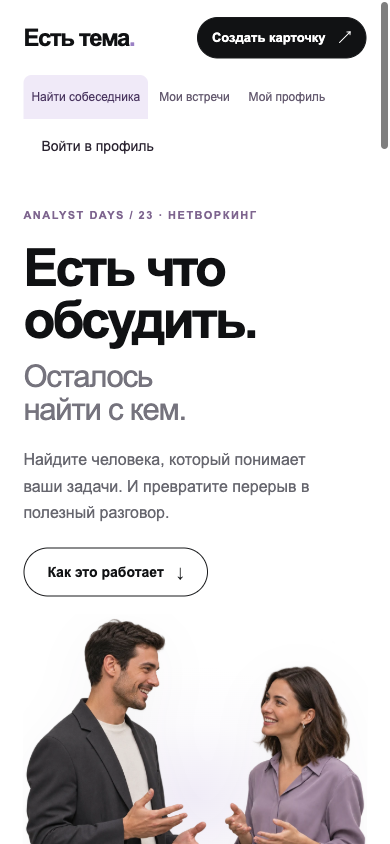 Есть тема.
Создать карточку ↗
Найти собеседника Мои встречи Мой профиль
Войти в профиль
ANALYST DAYS / 23 · НЕТВОРКИНГ
Есть что
обсудить.
Осталось
найти с кем.
Найдите человека, который понимает
ваши задачи. И превратите перерыв в
полезный разговор.
Как это работает ↓